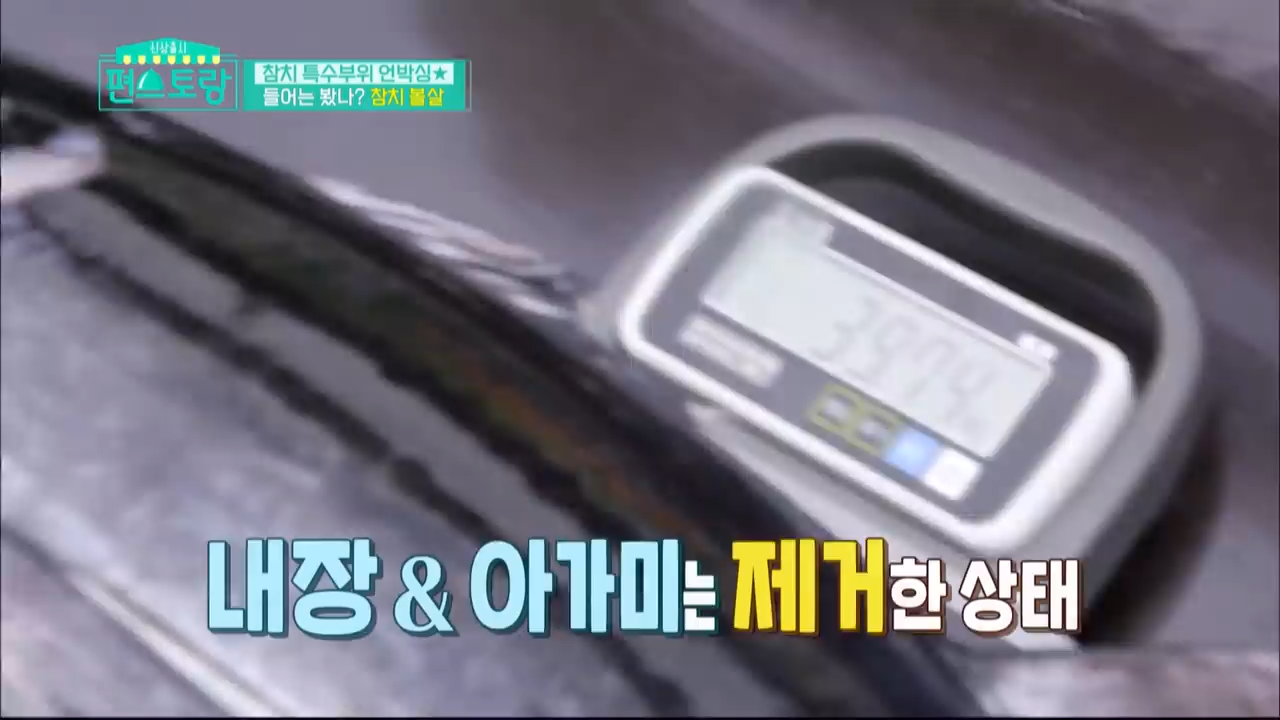 신상출시
편스토랑
참치 특수부위 언박싱★
들어는 봤나? 참치 볼살
내장 & 아가미는 제거한 상태